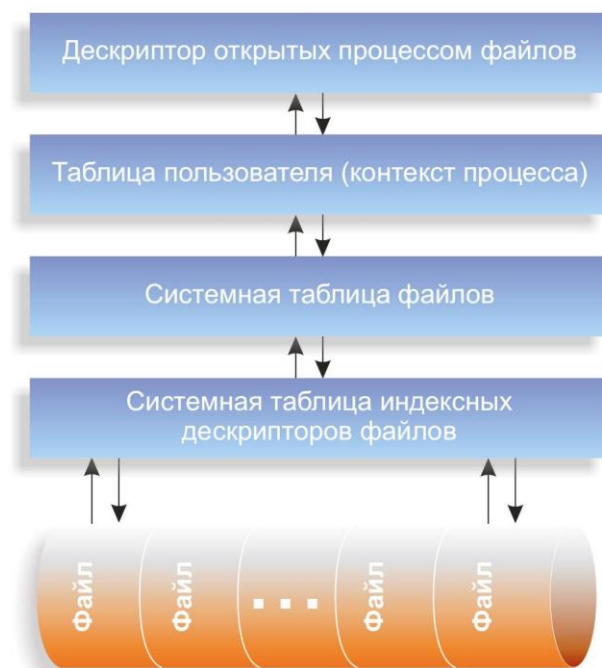 Дескриптор открытых процессом файлов
Таблица пользователя (контекст процесса)
Системная таблица файлов
Системная таблица индексных
дескрипторов файлов
Файл
Файл
...
Файл
Файл